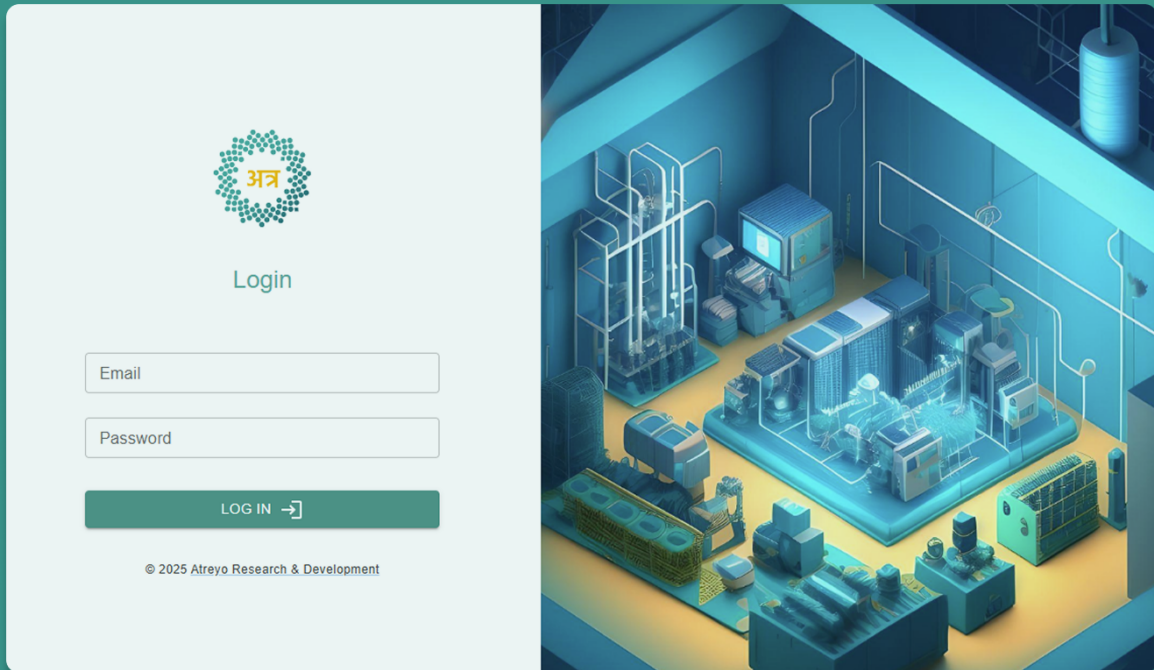 अत्र
Login
Email
Password
LOG IN
© 2025 Atreyo Research & Development